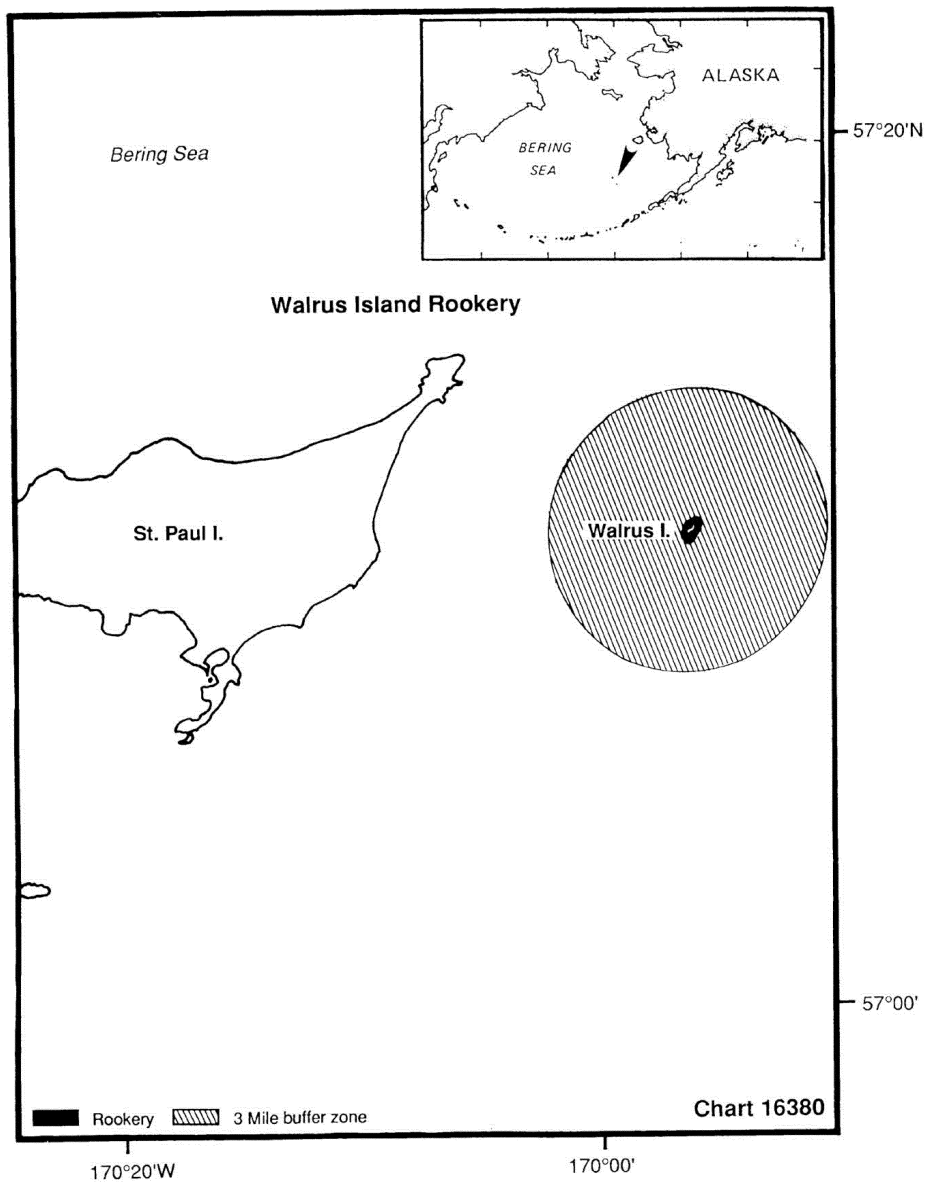 ALASKA
57°20'N
Bering Sea
BERING
SEA
Walrus Island Rookery
St. Paul I.
Walrus I.
57°00'
Rookery
3 Mile buffer zone
Chart 16380
170°20'W
170°00'